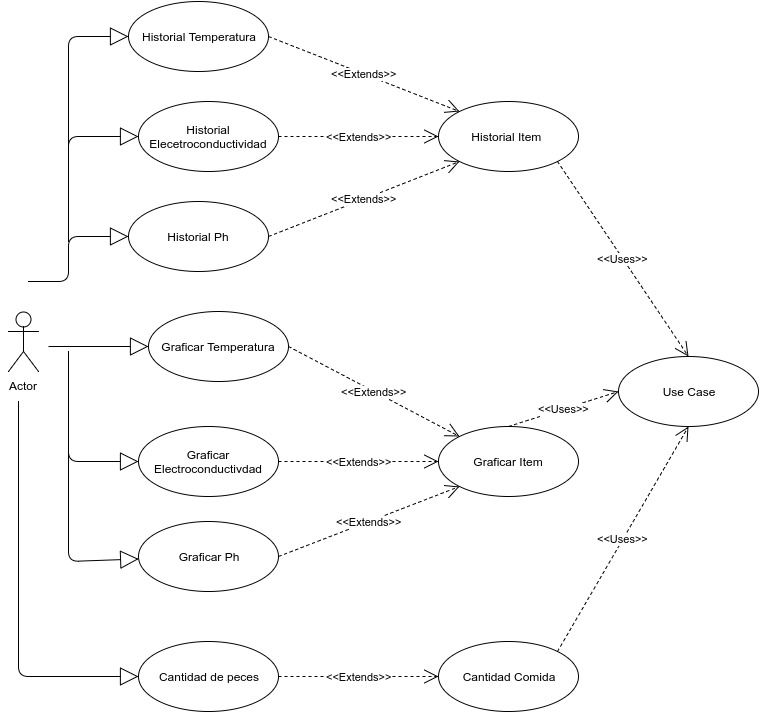 Historial Temperatura
<<Extends>>
Historial
Elecetroconductividad
<<Extends>>
Historial Item
<<Extends>>
Historial Ph
<<Uses>>
Actor
Graficar Temperatura
<<Extends>>
Use Case
<<Uses>>
Graficar
Electroconductivdad
<<Extends>>
Graficar Item
<<Extends>>
Graficar Ph
<<Uses>>
Cantidad de peces
<<Extends>>
Cantidad Comida